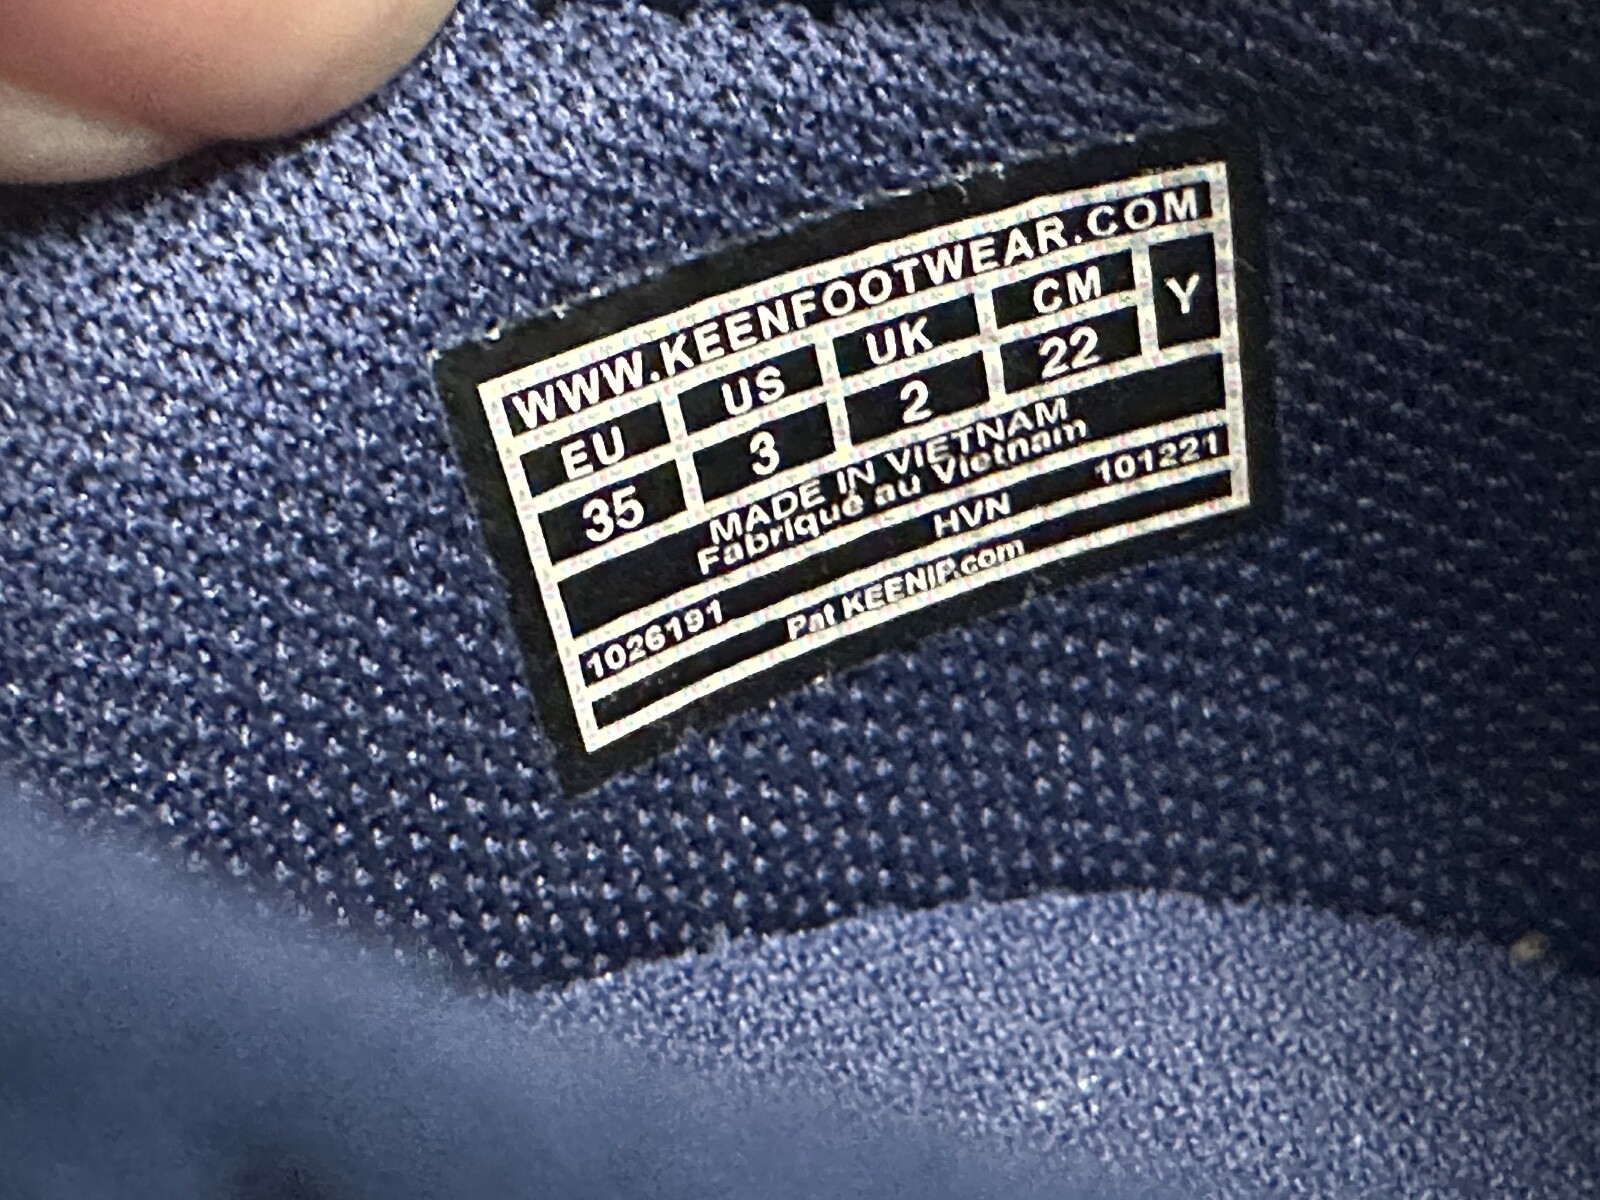 WWW.KEENFOOTWEAR.COM
EU US UK CM Y
35 3 2 22
MADE IN VIETNAM
Fabriqué au Vietnam
1026191 HVN 101221
Pat KEENIP.com